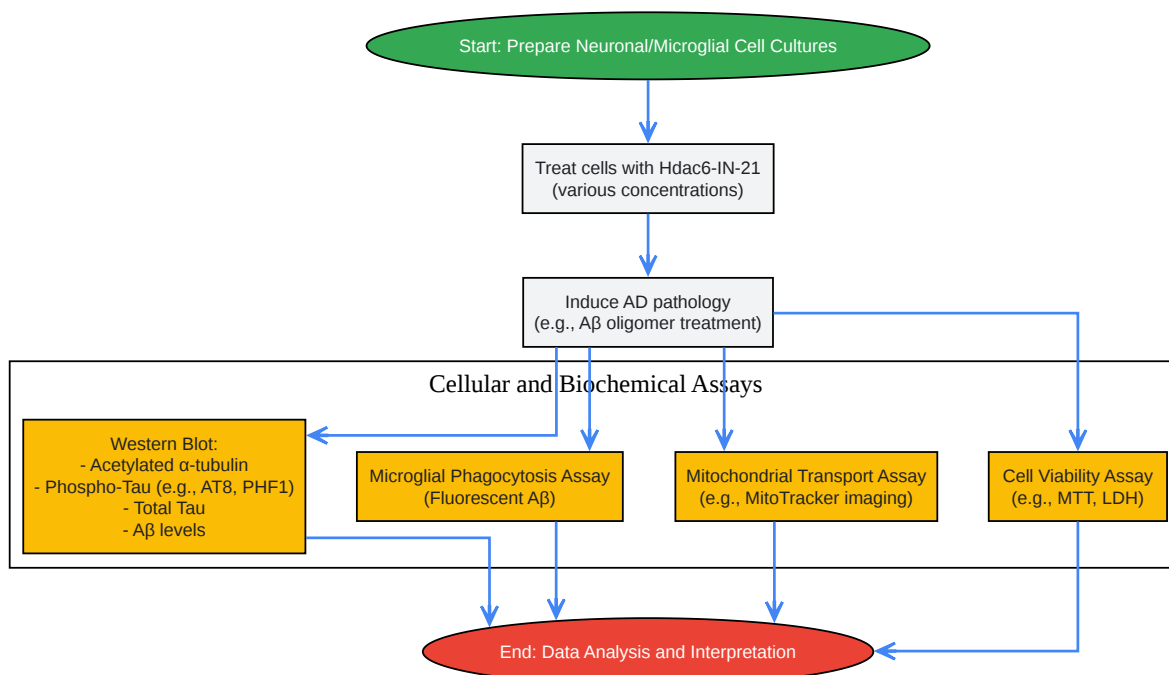 Start: Prepare Neuronal/Microglial Cell Cultures
Treat cells with Hdac6-IN-21
(various concentrations)
Induce AD pathology
(e.g., Aβ oligomer treatment)
Cellular and Biochemical Assays
Western Blot:
- Acetylated α-tubulin
- Phospho-Tau (e.g., AT8, PHF1)
- Total Tau
- Aβ levels
Microglial Phagocytosis Assay
(Fluorescent Aβ)
Mitochondrial Transport Assay
(e.g., MitoTracker imaging)
Cell Viability Assay
(e.g., MTT, LDH)
End: Data Analysis and Interpretation